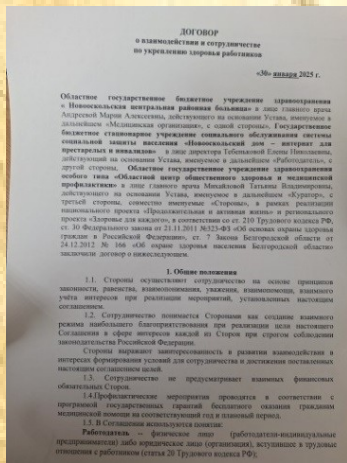 ДОГОВОР
о взаимодействии и сотрудничестве
по укреплению здоровья работников
«30» января 2025 г.
Областное государственное бюджетное учреждение здравоохранения
« Новооскольская центральная районная больница» в лице главного врача
Андреевой Марии Алексеевны, действующего на основании Устава, именуемое в
дальнейшем «Медицинская организация», с одной стороны, Государственное
бюджетное стационарное учреждение социального обслуживания системы
социальной защиты населения «Новооскольский дом – интернат для
престарелых и инвалидов» в лице директора Елены Николаевны,
действующий на основании Устава, именуемое в дальнейшем «Работодатель», с
другой стороны, Областное государственное учреждение здравоохранения
особого типа «Областной центр общественного здоровья и медицинской
профилактики» в лице главного врача Михайловой Татьяны Владимировны,
действующего на основании Устава, именуемое в дальнейшем «Куратор», с
третьей стороны, совместно именуемые «Стороны», в рамках реализации
национального проекта «Продолжительная и активная жизнь» и регионального
проекта «Здоровье для каждого», в соответствии со ст. 210 Трудового кодекса РФ,
ст. 30 Федерального закона от 21.11.2011 №323-ФЗ «Об основах охраны здоровья
граждан в Российской Федерации», ст. 7 Закона Белгородской области от
24.12.2012 № 166 «Об охране здоровья населения Белгородской области»
заключили договор о нижеследующем.
1. Общие положения
1.1. Стороны осуществляют сотрудничество на основе принципов
законности, равенства, взаимопонимания, уважения, взаимопомощи, взаимного
учёта интересов при реализации мероприятий, установленных настоящим
соглашением.
1.2. Сотрудничество понимается Сторонами как создание взаимного
режима наибольшего благоприятствования при реализации цели настоящего
Соглашения в сфере интересов каждой из Сторон при строгом соблюдении
законодательства Российской Федерации.
Стороны выражают заинтересованность в развитии взаимодействия в
интересах формирования условий для сотрудничества и достижения поставленных
настоящим соглашением целей.
1.3. Сотрудничество не предусматривает взаимных финансовых
обязательств Сторон.
1.4.Профилактические мероприятия проводятся в соответствии с
программой государственных гарантий бесплатного оказания гражданам
медицинской помощи на соответствующий год и плановый период.
1.5. В Соглашении используются понятия:
Работодатель – физическое лицо (работодатели-индивидуальные
предприниматели) либо юридическое лицо (организация), вступившее в трудовые
отношения с работником (статья 20 Трудового кодекса РФ);